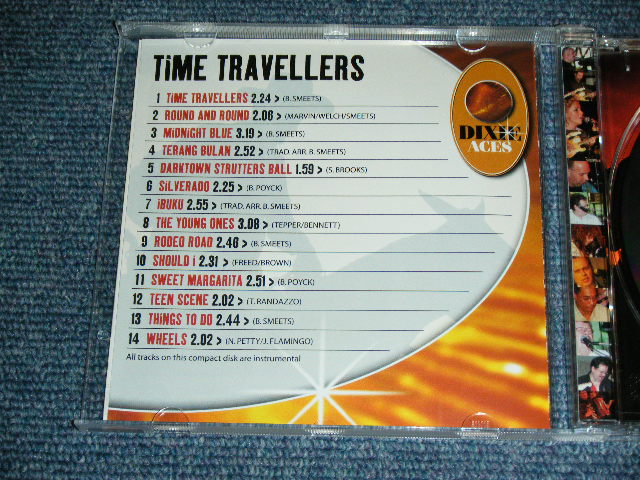 TiME TRAVELLERS
DIXIE
ACES
1 TiME TRAVELLERS 2.24 > (B. SMEETS)
2 ROUND AND ROUND 2.06 > (MARVIN/WELCH/SMEETS)
3 MiDNiGHT BLUE 3.19 > (B. SMEETS)
4 TERANG BULAN 2.52 > (TRAD. ARR. B. SMEETS)
5 DARKTOWN STRUTTERS BALL 1.59 > (S. BROOKS)
6 SiLVERADO 2.25 > (B. POYCK)
7 iBUKU 2.55 > (TRAD. ARR. B. SMEETS)
8 THE YOUNG ONES 3.08 > (TEPPER/BENNETT)
9 RODEO ROAD 2.46 > (B. SMEETS)
10 SHOULD i 2.31 > (FREED/BROWN)
11 SWEET MARGARITA 2.51 > (B. POYCK)
12 TEEN SCENE 2.02 > (T. RANDAZZO)
13 THiNGS TO DO 2.44 > (B. SMEETS)
14 WHEELS 2.02 > (N. PETTY/J. FLAMINGO)
All tracks on this compact disk are instrumental